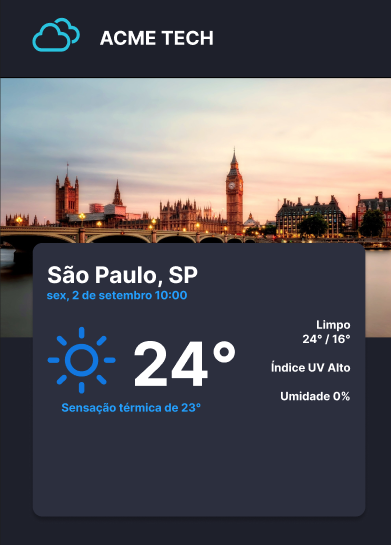 ACME TECH
São Paulo, SP
sex, 2 de setembro 10:00
24°
Sensação térmica de 23°
Limpo
24° / 16°
Índice UV Alto
Umidade 0%